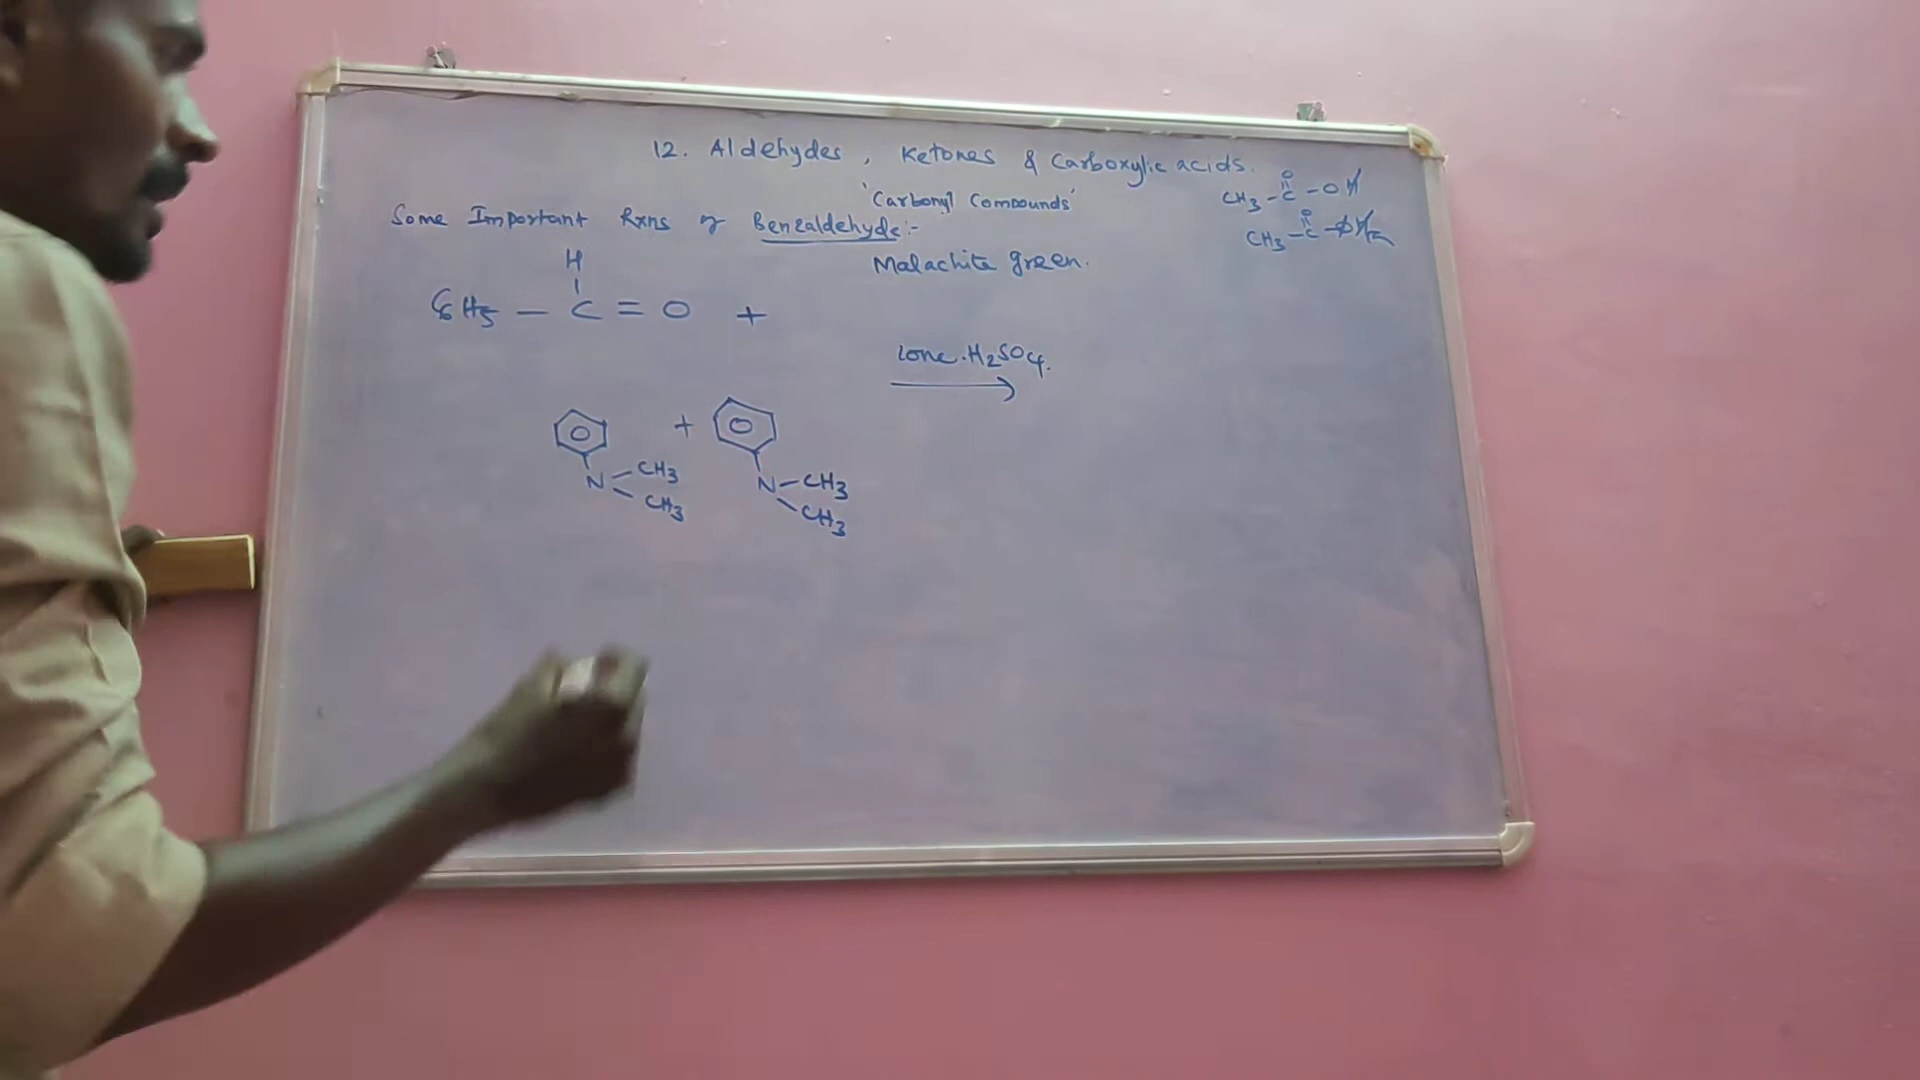 12. Aldehydes, Ketones & Carboxylic acids.
'Carbonyl Compounds'
CH3 - C - OH
O
CH3 - C
O
Some Important Rxns of Benzaldehyde:-
Malachite green.
H
C6H5 - C = O +
Conc. H2SO4.
+
N CH3
CH3
N - CH3
CH3